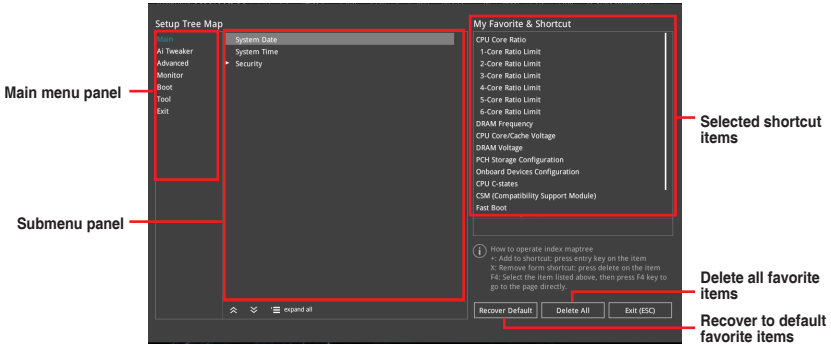 Setup Tree Map
My Favorite & Shortcut
Main
Ai Tweaker
Advanced
Monitor
Boot
Tool
Exit
System Date
System Time
Security
CPU Core Ratio
1-Core Ratio Limit
2-Core Ratio Limit
3-Core Ratio Limit
4-Core Ratio Limit
5-Core Ratio Limit
6-Core Ratio Limit
DRAM Frequency
CPU Core/Cache Voltage
DRAM Voltage
PCH Storage Configuration
Onboard Devices Configuration
CPU C-states
CSM (Compatibility Support Module)
Fast Boot
Main menu panel
Submenu panel
Selected shortcut
items
How to operate index maptree
+: Add to shortcut: press entry key on the item
X: Remove form shortcut: press delete on the item
F4: Select the item listed above, then press F4 key to
go to the page directly.
expand all
Recover Default
Delete All
Exit (ESC)
Delete all favorite
items
Recover to default
favorite items